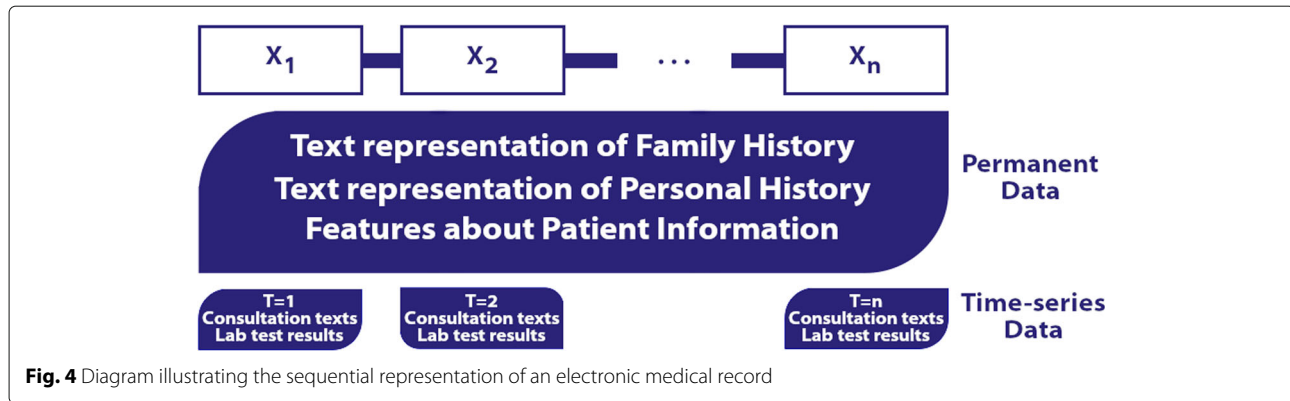 X1 X2 ... Xn
Text representation of Family History
Text representation of Personal History
Features about Patient Information
Permanent
Data
T=1
Consultation texts
Lab test results
T=2
Consultation texts
Lab test results
T=n
Consultation texts
Lab test results
Time-series
Data
Fig. 4 Diagram illustrating the sequential representation of an electronic medical record